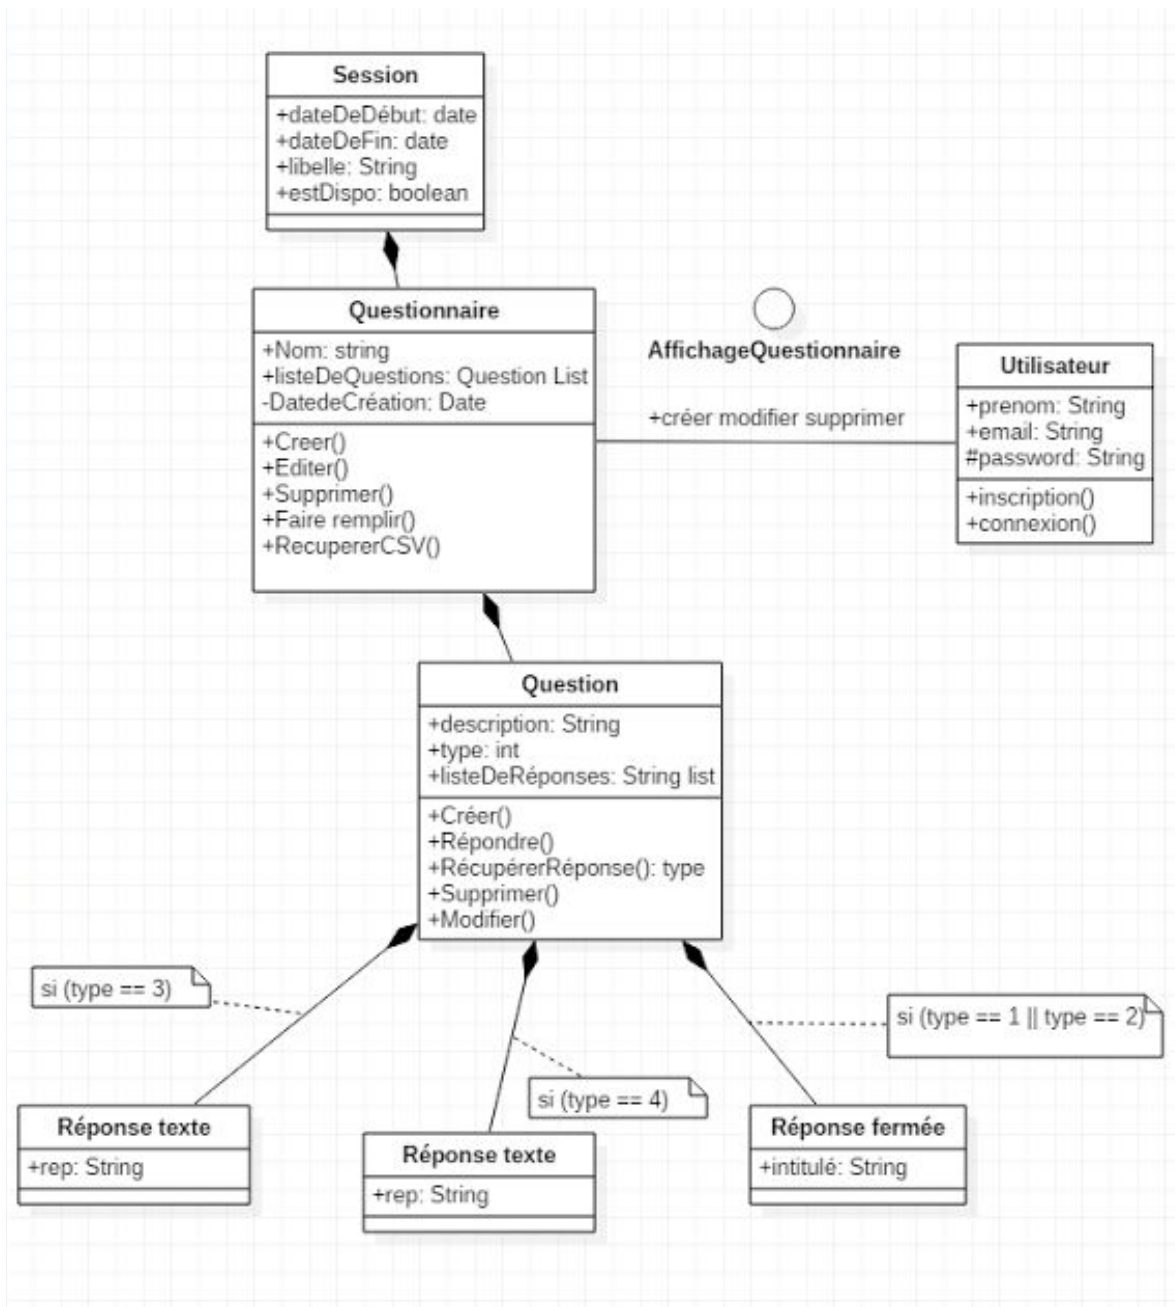 Session
+dateDeDébut: date
+dateDeFin: date
+libelle: String
+estDispo: boolean
Questionnaire
+Nom: string
+listeDeQuestions: Question List
-DatedeCréation: Date
+Creer()
+Editer()
+Supprimer()
+Faire remplir()
+RecupererCSV()
AffichageQuestionnaire
+créer modifier supprimer
Utilisateur
+prenom: String
+email: String
#password: String
+inscription()
+connexion()
Question
+description: String
+type: int
+listeDeRéponses: String list
+Créer()
+Répondre()
+RécupérerRéponse(): type
+Supprimer()
+Modifier()
si (type == 3)
si (type == 4)
si (type == 1 || type == 2)
Réponse texte
+rep: String
Réponse texte
+rep: String
Réponse fermée
+intitulé: String